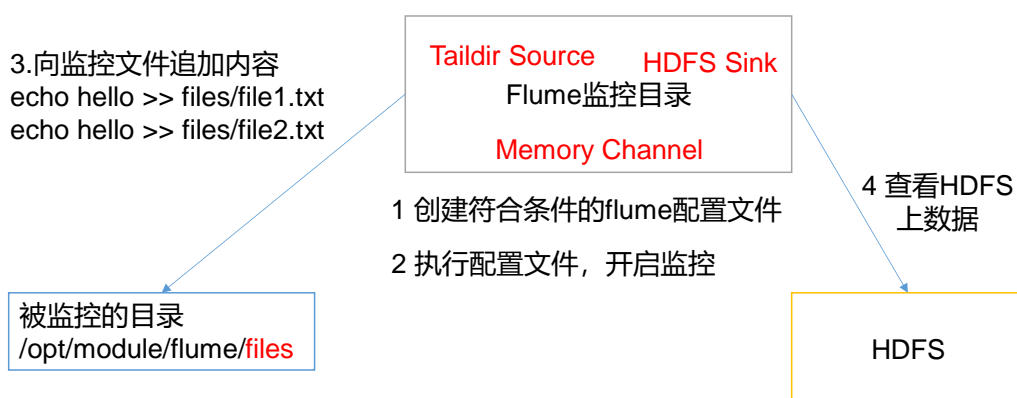 3.向监控文件追加内容
echo hello >> files/file1.txt
echo hello >> files/file2.txt
Taildir Source
HDFS Sink
Flume监控目录
Memory Channel
1 创建符合条件的flume配置文件
2 执行配置文件，开启监控
4 查看HDFS
上数据
被监控的目录
/opt/module/flume/files
HDFS